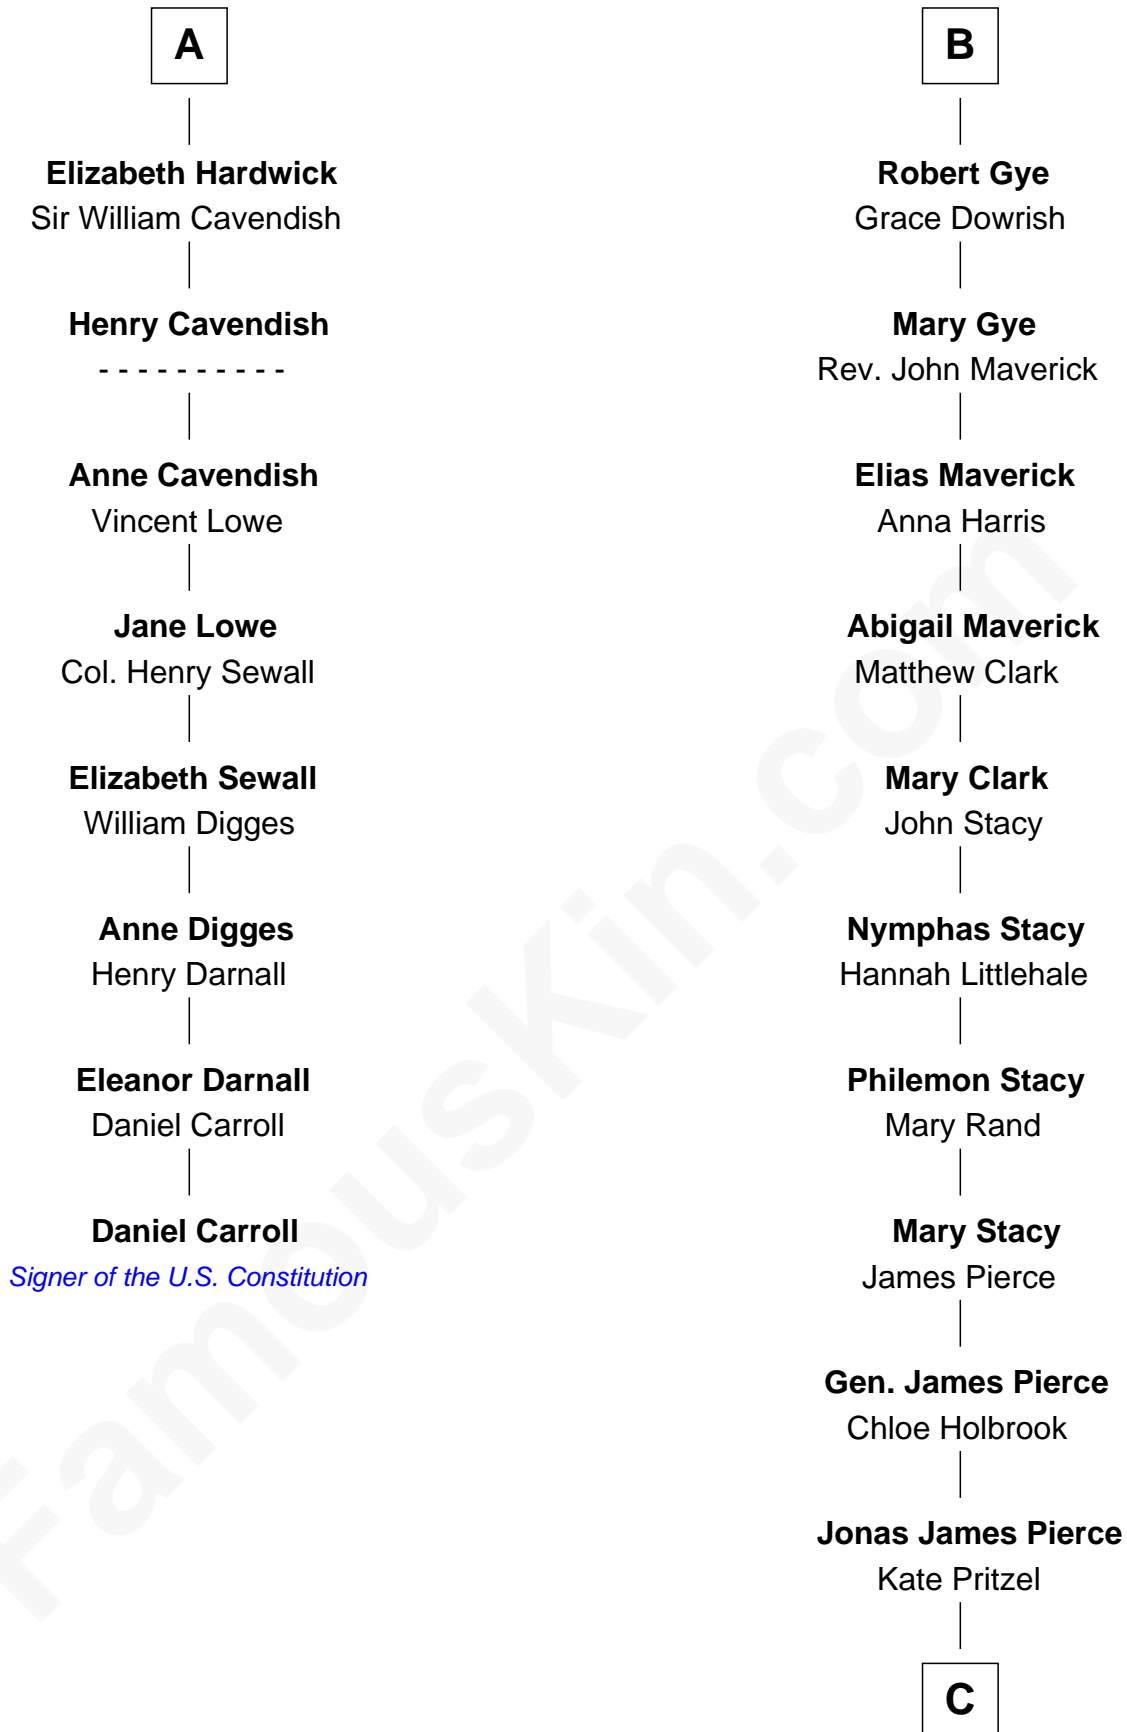 A
Elizabeth Hardwick
Sir William Cavendish
Henry Cavendish
- - - - - - - - - -
Anne Cavendish
Vincent Lowe
Jane Lowe
Col. Henry Sewall
Elizabeth Sewall
William Digges
Anne Digges
Henry Darnall
Eleanor Darnall
Daniel Carroll
Daniel Carroll
Signer of the U.S. Constitution
B
Robert Gye
Grace Dowrish
Mary Gye
Rev. John Maverick
Elias Maverick
Anna Harris
Abigail Maverick
Matthew Clark
Mary Clark
John Stacy
Nymphas Stacy
Hannah Littlehale
Philemon Stacy
Mary Rand
Mary Stacy
James Pierce
Gen. James Pierce
Chloe Holbrook
Jonas James Pierce
Kate Pritzel
C
FamousKin.com